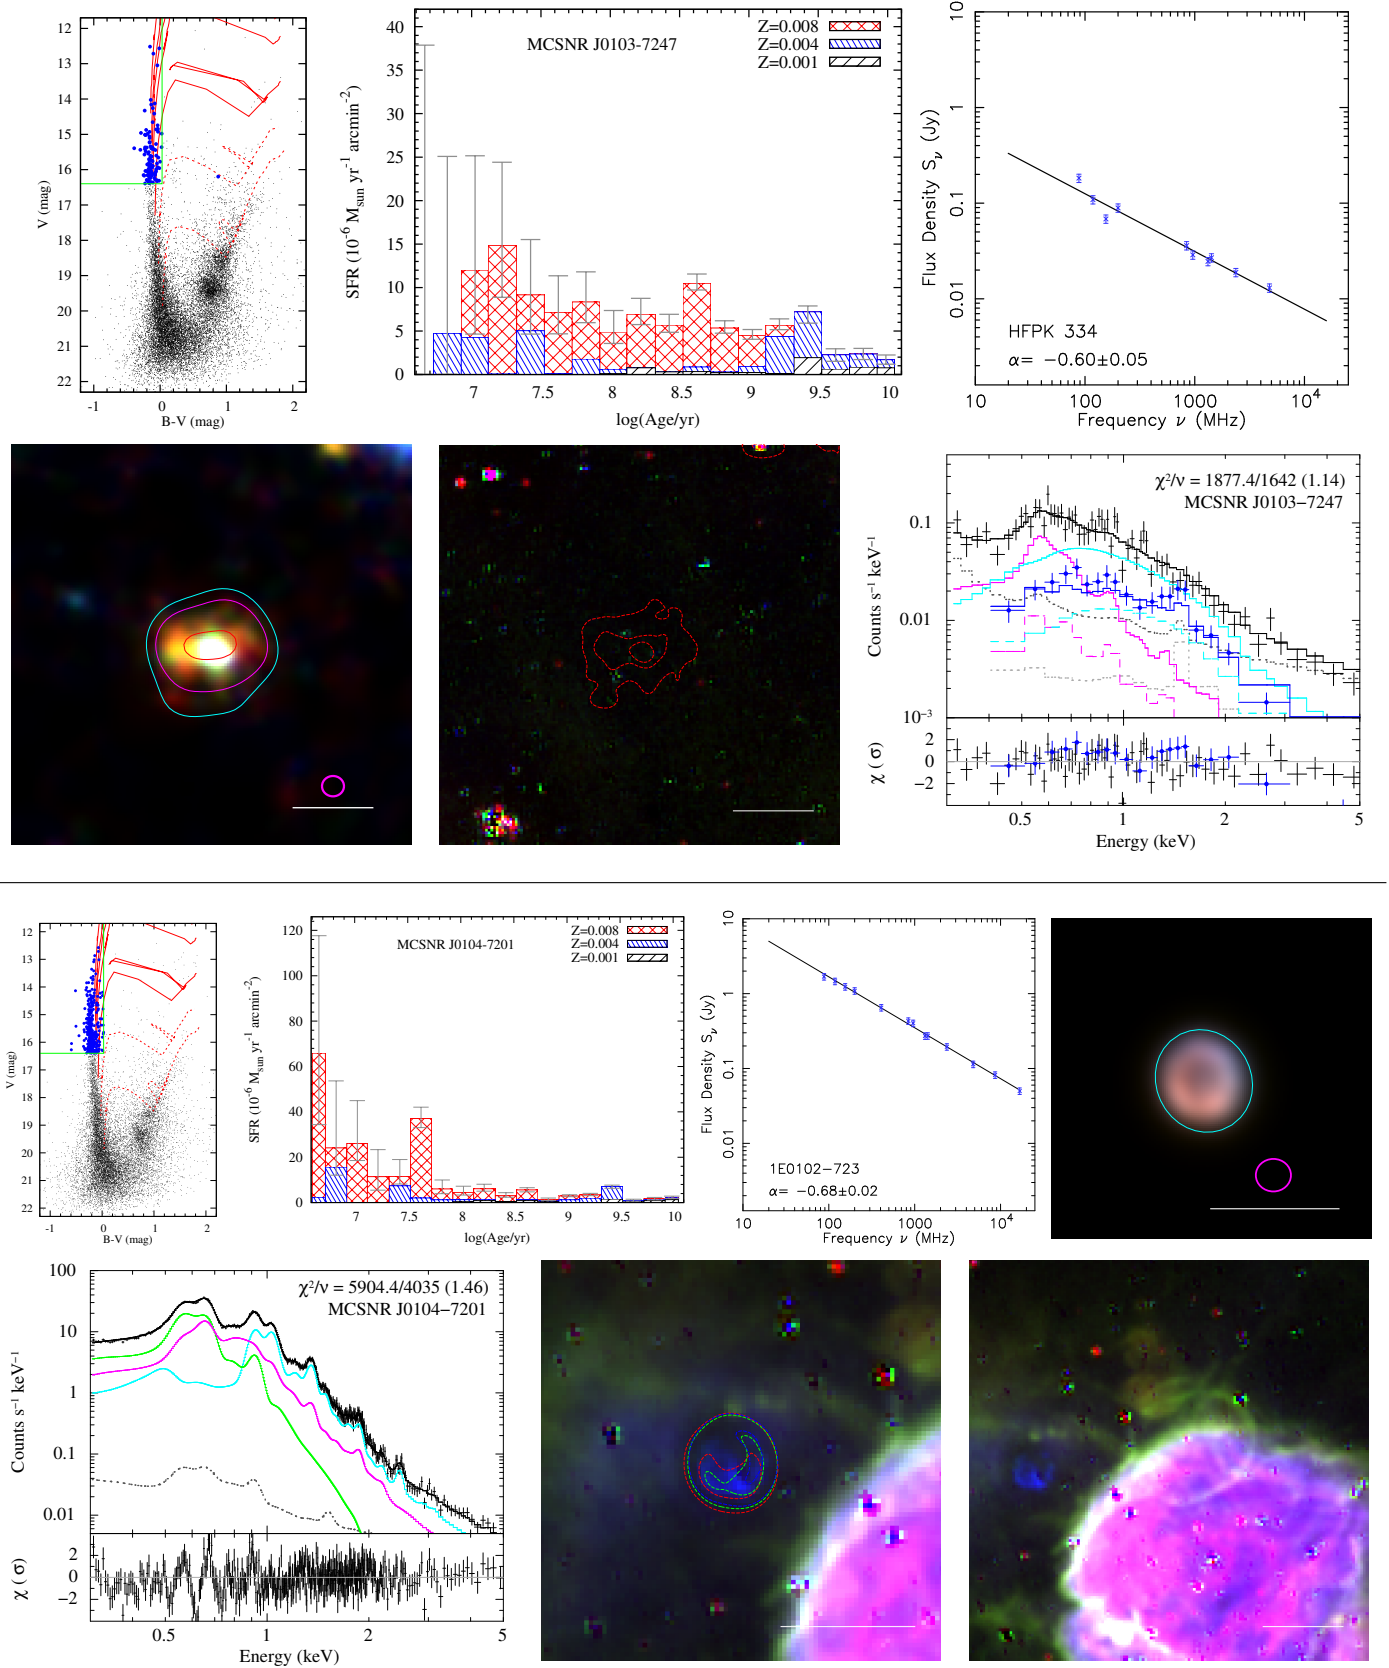 12
13
14
15
16
17
18
19
20
21
22
-1
0
1
2
V (mag)
B-V (mag)
MCSNR J0103-7247
Z=0.008
Z=0.004
Z=0.001
40
35
30
25
20
15
10
5
0
SFR (10⁻⁶ Mₛᵤₙ yr⁻¹ arcmin⁻²)
7
7.5
8
8.5
9
9.5
10
log(Age/yr)
10
1
0.1
0.01
Flux Density Sν (Jy)
HFPK 334
α= −0.60±0.05
10
100
1000
10⁴
Frequency ν (MHz)
χ²/ν = 1877.4/1642 (1.14)
MCSNR J0103−7247
0.1
0.01
10⁻³
Counts s⁻¹ keV⁻¹
2
0
−2
χ (σ)
0.5
1
2
5
Energy (keV)
12
13
14
15
16
17
18
19
20
21
22
-1
0
1
2
V (mag)
B-V (mag)
MCSNR J0104-7201
Z=0.008
Z=0.004
Z=0.001
120
100
80
60
40
20
0
SFR (10⁻⁶ Mₛᵤₙ yr⁻¹ arcmin⁻²)
7
7.5
8
8.5
9
9.5
10
log(Age/yr)
10
1
0.1
0.01
Flux Density Sν (Jy)
1E0102−723
α= −0.68±0.02
10
100
1000
10⁴
Frequency ν (MHz)
χ²/ν = 5904.4/4035 (1.46)
MCSNR J0104−7201
100
10
1
0.1
0.01
Counts s⁻¹ keV⁻¹
2
0
−2
χ (σ)
0.5
1
2
5
Energy (keV)